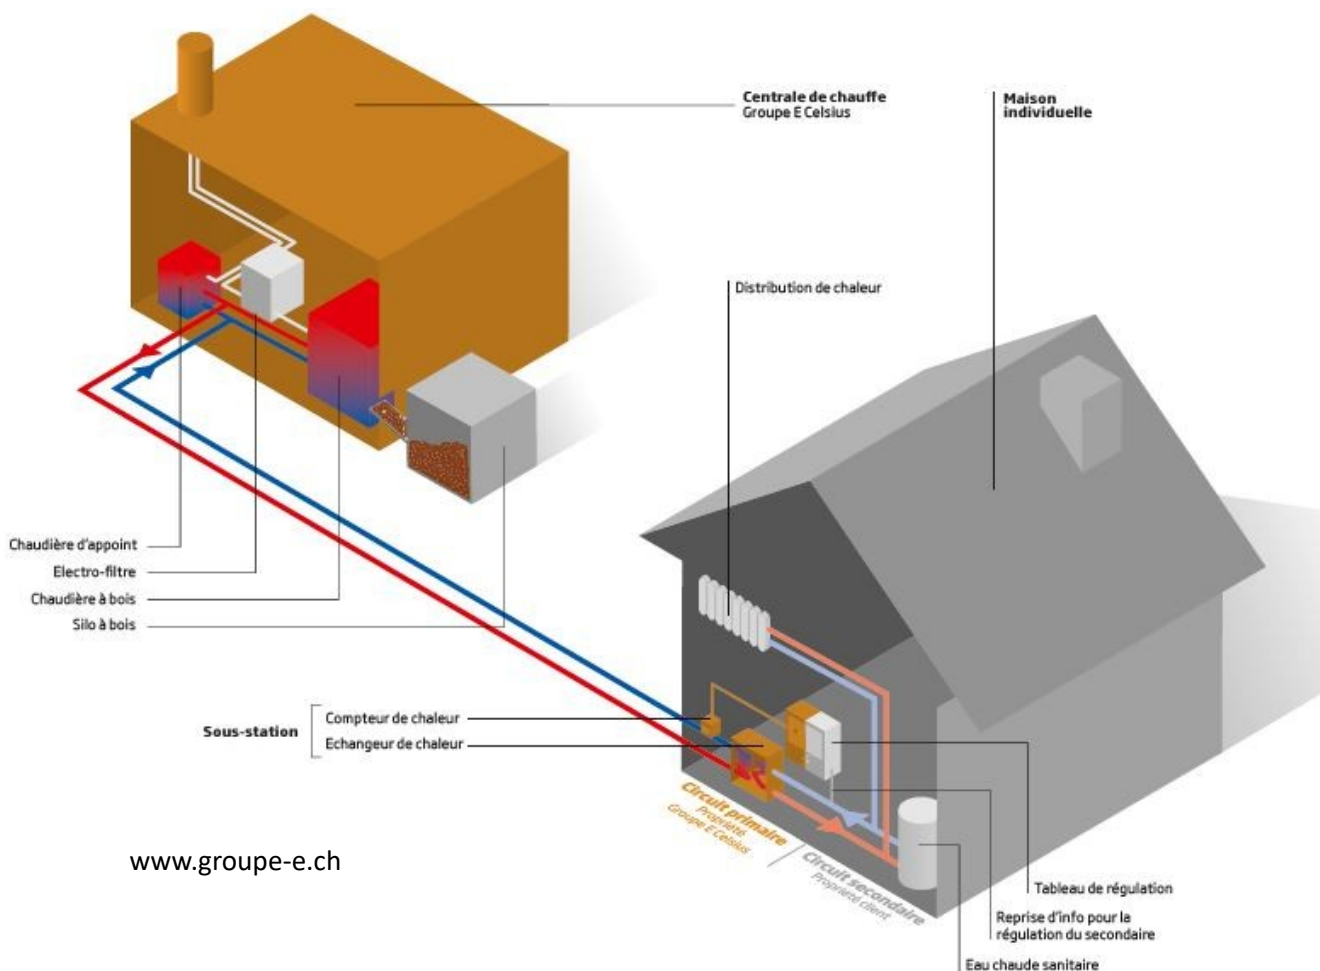 Centrale de chauffe
Groupe E Celsius
Maison
individuelle
Distribution de chaleur
Chaudière d'appoint
Electro-filtre
Chaudière à bois
Silo à bois
Sous-station
Compteur de chaleur
Echangeur de chaleur
Circuit primaire
Propriété
Groupe E Celsius
Circuit secondaire
Propriété client
www.groupe-e.ch
Tableau de régulation
Reprise d'info pour la
régulation du secondaire
Eau chaude sanitaire